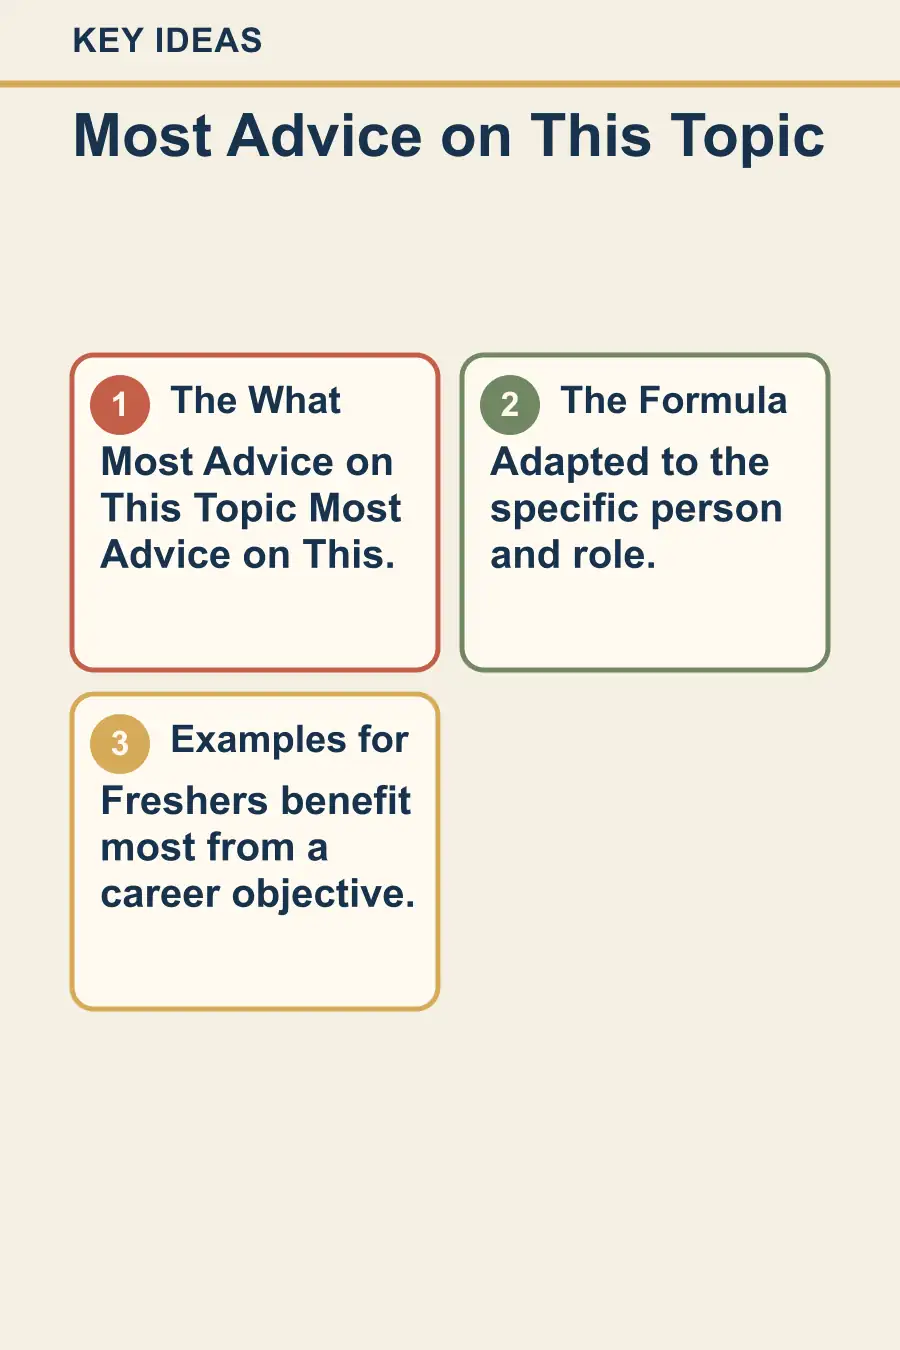 KEY IDEAS
Most Advice on This Topic
1 The What
Most Advice on
This Topic Most
Advice on This.
2 The Formula
Adapted to the
specific person
and role.
3 Examples for
Freshers benefit
most from a
career objective.